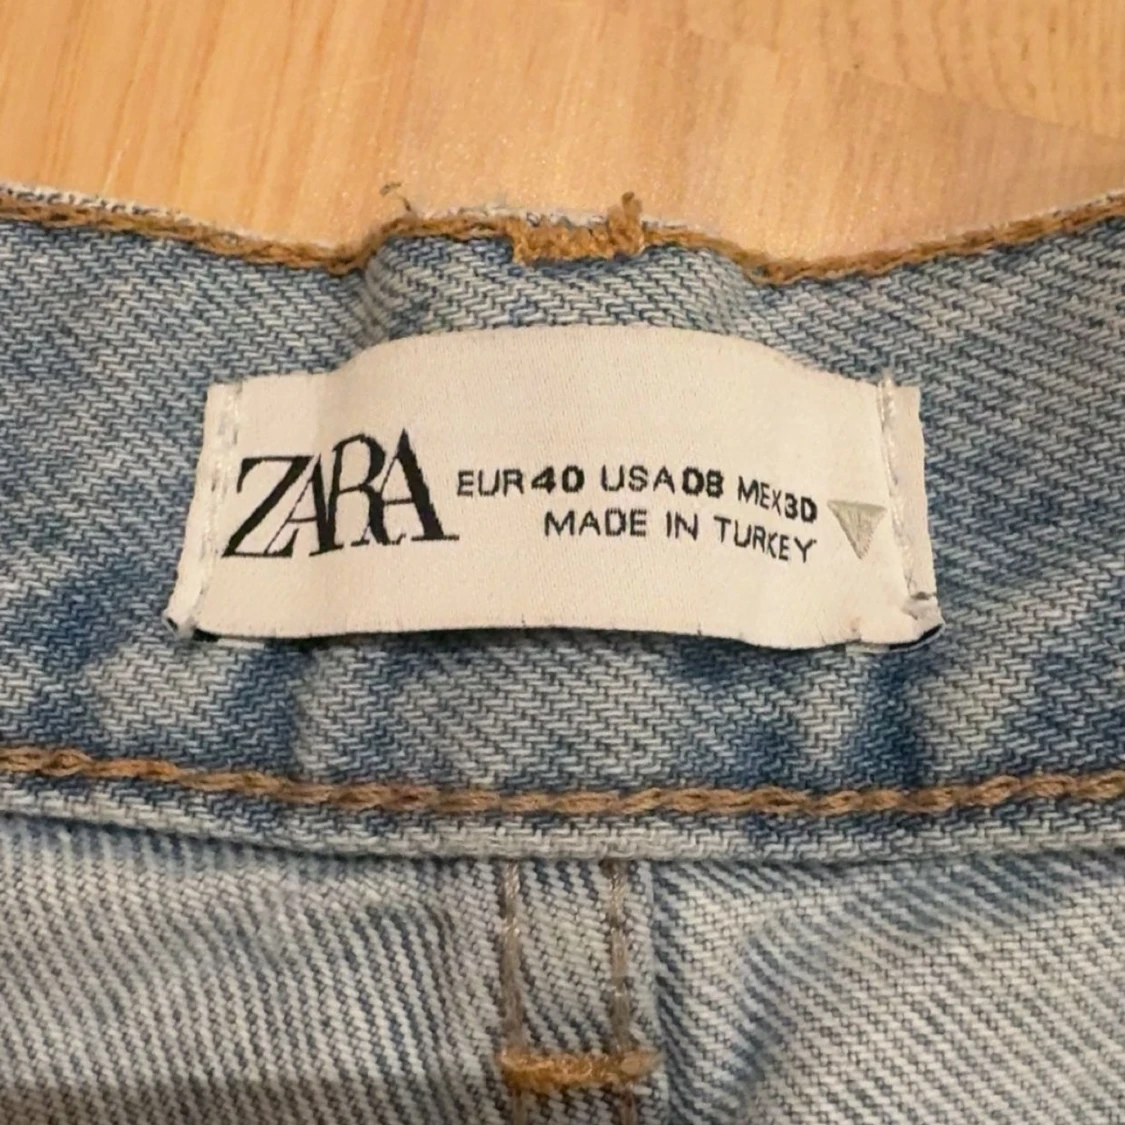 ZARA EUR 40 USA 08 MEX 30
MADE IN TURKEY